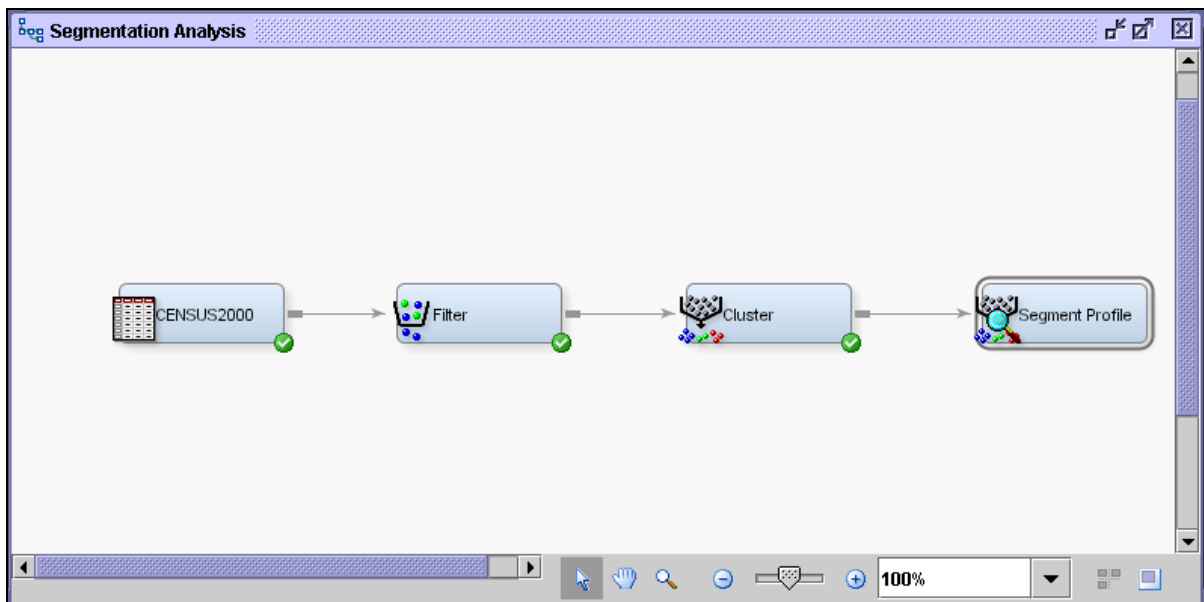 Segmentation Analysis
CENSUS2000
Filter
Cluster
Segment Profile
100%